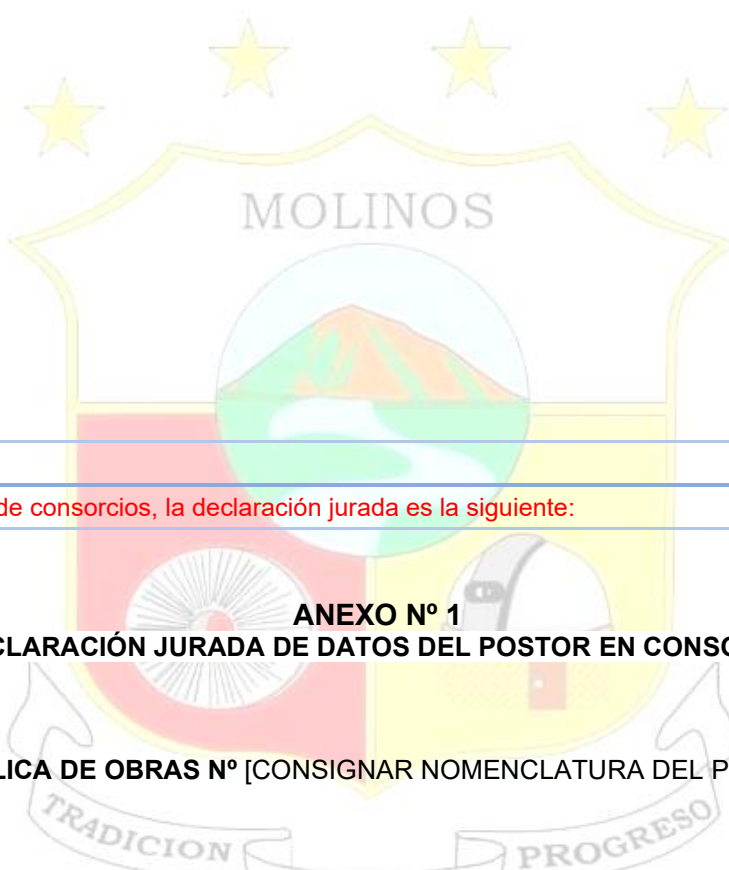 MOLINOS
de consorcios, la declaración jurada es la siguiente:
ANEXO Nº 1
CLARACIÓN JURADA DE DATOS DEL POSTOR EN CONSO
LICA DE OBRAS Nº [CONSIGNAR NOMENCLATURA DEL P
TRADICION
PROGRESO